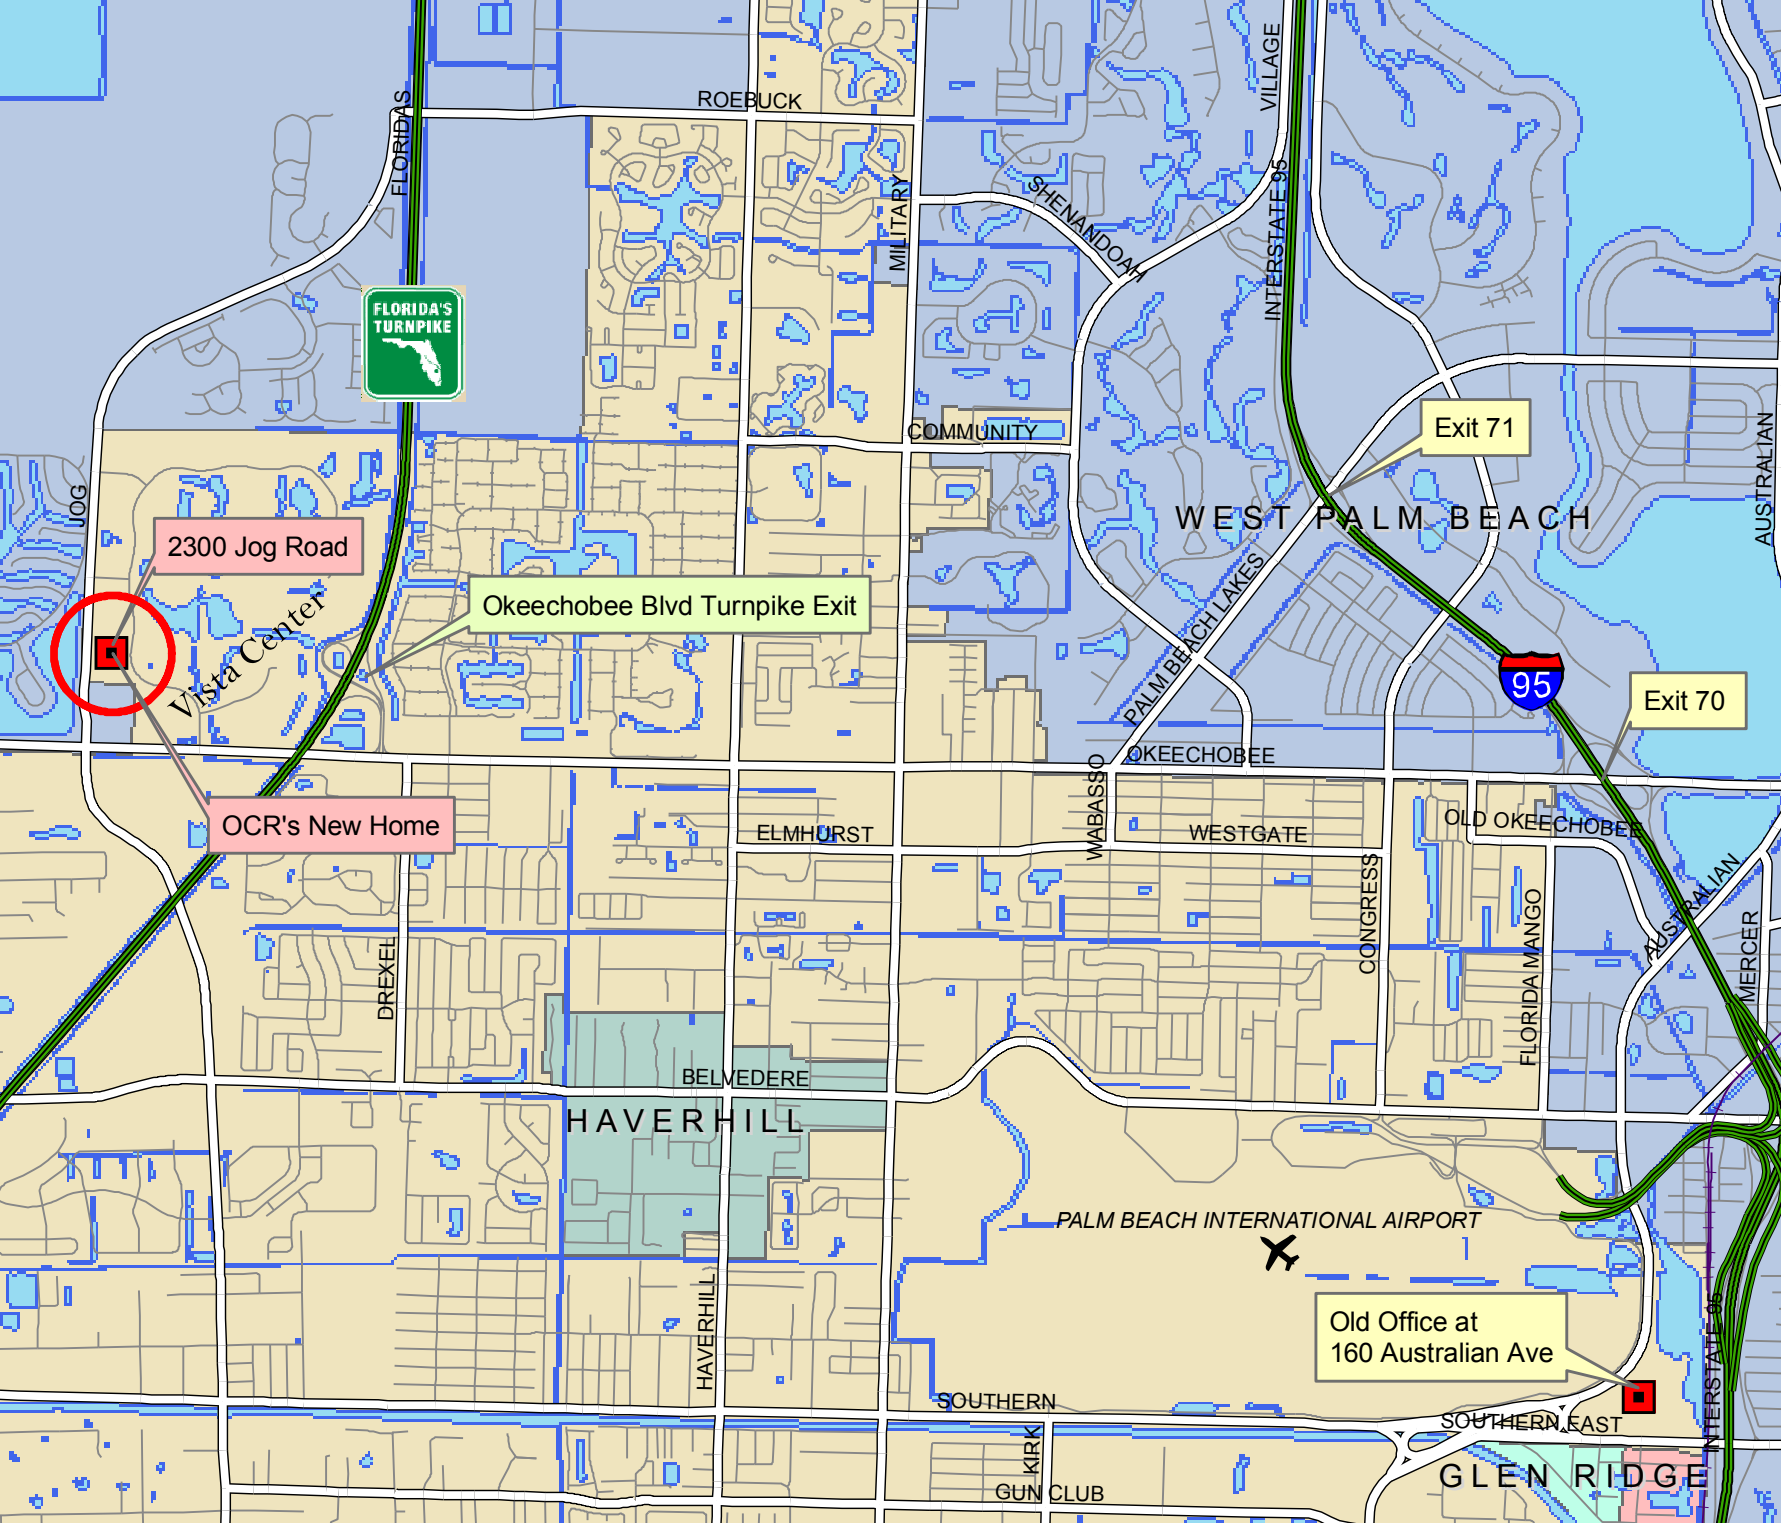 ROEBUCK
VILLAGE
FLORIDAS
MILITARY
SHENANDOAH
INTERSTATE 95
FLORIDA'S
TURNPIKE
COMMUNITY
Exit 71
AUSTRALIAN
JOG
WEST PALM BEACH
2300 Jog Road
Okeechobee Blvd Turnpike Exit
Vista Center
PALM BEACH LAKES
95
Exit 70
OKEECHOBEE
WABASSO
OCR's New Home
ELMHURST
WESTGATE
OLD OKEECHOBEE
CONGRESS
FLORIDA MANGO
AUSTRALIAN
MERCER
DREXEL
BELVEDERE
HAVERHILL
PALM BEACH INTERNATIONAL AIRPORT
HAVERHILL
Old Office at
160 Australian Ave
INTERSTATE 95
SOUTHERN
SOUTHERN EAST
KIRK
GLEN RIDGE
GUN CLUB